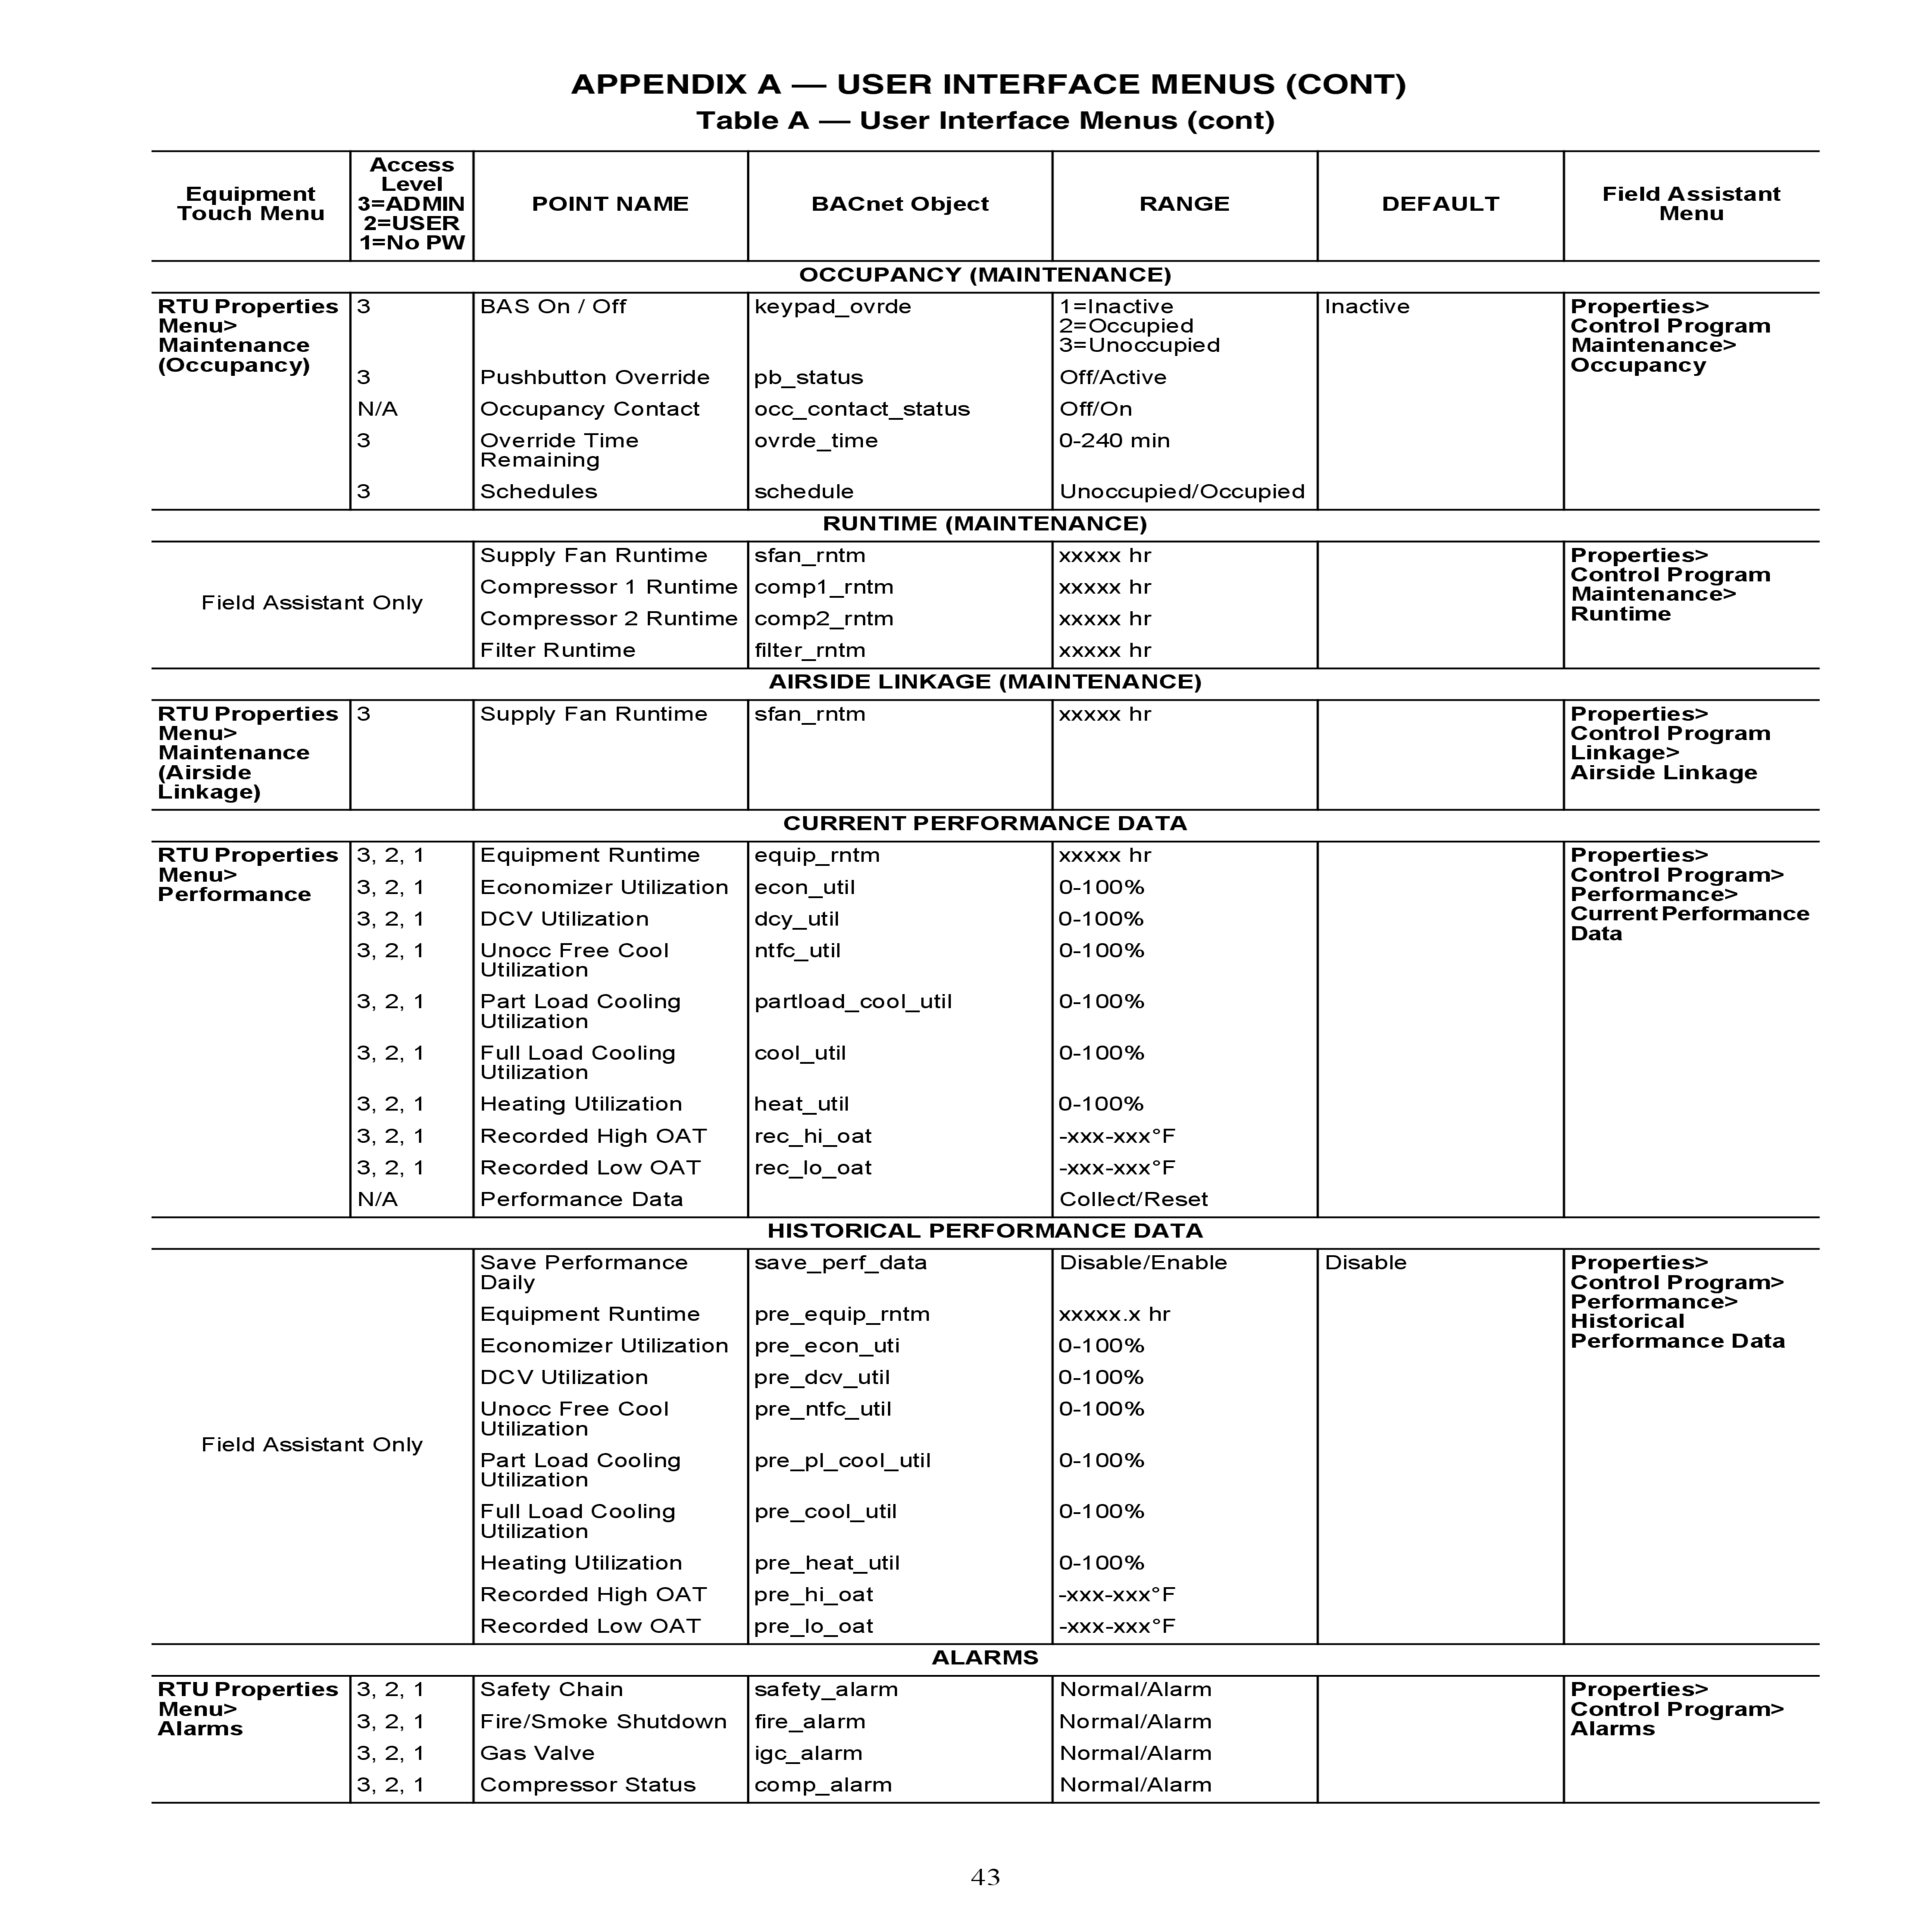 APPENDIX A — USER INTERFACE MENUS (CONT)
Table A — User Interface Menus (cont)
Equipment
Touch Menu
Access
Level
3=ADMIN
2=USER
1=No PW
POINT NAME
BACnet Object
RANGE
DEFAULT
Field Assistant
Menu
OCCUPANCY (MAINTENANCE)
RTU Properties
Menu>
Maintenance
(Occupancy)
3 BAS On / Off keypad_ovrde 1=Inactive
2=Occupied
3=Unoccupied
Inactive
Properties>
Control Program
Maintenance>
Occupancy
3 Pushbutton Override pb_status Off/Active
N/A Occupancy Contact occ_contact_status Off/On
3 Override Time
Remaining
ovrde_time 0-240 min
3 Schedules schedule Unoccupied/Occupied
RUNTIME (MAINTENANCE)
Field Assistant Only
Supply Fan Runtime sfan_rntm xxxxx hr
Compressor 1 Runtime comp1_rntm xxxxx hr
Compressor 2 Runtime comp2_rntm xxxxx hr
Filter Runtime filter_rntm xxxxx hr
Properties>
Control Program
Maintenance>
Runtime
AIRSIDE LINKAGE (MAINTENANCE)
RTU Properties
Menu>
Maintenance
(Airside
Linkage)
3 Supply Fan Runtime sfan_rntm xxxxx hr
Properties>
Control Program
Linkage>
Airside Linkage
CURRENT PERFORMANCE DATA
RTU Properties
Menu>
Performance
3, 2, 1 Equipment Runtime equip_rntm xxxxx hr
3, 2, 1 Economizer Utilization econ_util 0-100%
3, 2, 1 DCV Utilization dcy_util 0-100%
3, 2, 1 Unocc Free Cool
Utilization
ntfc_util 0-100%
3, 2, 1 Part Load Cooling
Utilization
partload_cool_util 0-100%
3, 2, 1 Full Load Cooling
Utilization
cool_util 0-100%
3, 2, 1 Heating Utilization heat_util 0-100%
3, 2, 1 Recorded High OAT rec_hi_oat -xxx-xxx°F
3, 2, 1 Recorded Low OAT rec_lo_oat -xxx-xxx°F
N/A Performance Data Collect/Reset
Properties>
Control Program>
Performance>
Current Performance
Data
HISTORICAL PERFORMANCE DATA
Field Assistant Only
Save Performance
Daily
save_perf_data Disable/Enable Disable
Equipment Runtime pre_equip_rntm xxxxx.x hr
Economizer Utilization pre_econ_uti 0-100%
DCV Utilization pre_dcv_util 0-100%
Unocc Free Cool
Utilization
pre_ntfc_util 0-100%
Part Load Cooling
Utilization
pre_pl_cool_util 0-100%
Full Load Cooling
Utilization
pre_cool_util 0-100%
Heating Utilization pre_heat_util 0-100%
Recorded High OAT pre_hi_oat -xxx-xxx°F
Recorded Low OAT pre_lo_oat -xxx-xxx°F
Properties>
Control Program>
Performance>
Historical
Performance Data
ALARMS
RTU Properties
Menu>
Alarms
3, 2, 1 Safety Chain safety_alarm Normal/Alarm
3, 2, 1 Fire/Smoke Shutdown fire_alarm Normal/Alarm
3, 2, 1 Gas Valve igc_alarm Normal/Alarm
3, 2, 1 Compressor Status comp_alarm Normal/Alarm
Properties>
Control Program>
Alarms
43